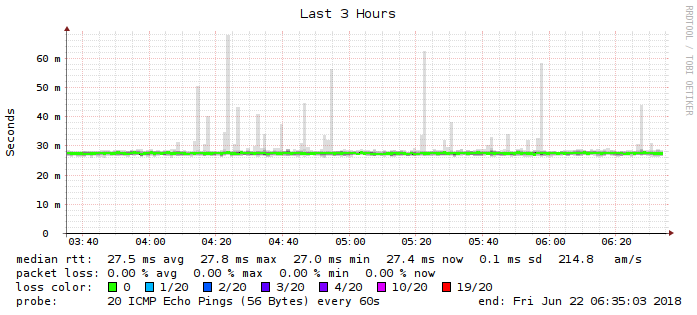 Last 3 Hours
RRDTOOL / TOBI OETIKER
Seconds
60 m
50 m
40 m
30 m
20 m
10 m
0
03:40 04:00 04:20 04:40 05:00 05:20 05:40 06:00 06:20
median rtt: 27.5 ms avg 27.8 ms max 27.0 ms min 27.4 ms now 0.1 ms sd 214.8 am/s
packet loss: 0.00 % avg 0.00 % max 0.00 % min 0.00 % now
loss color: 0 1/20 2/20 3/20 4/20 10/20 19/20
probe: 20 ICMP Echo Pings (56 Bytes) every 60s end: Fri Jun 22 06:35:03 2018